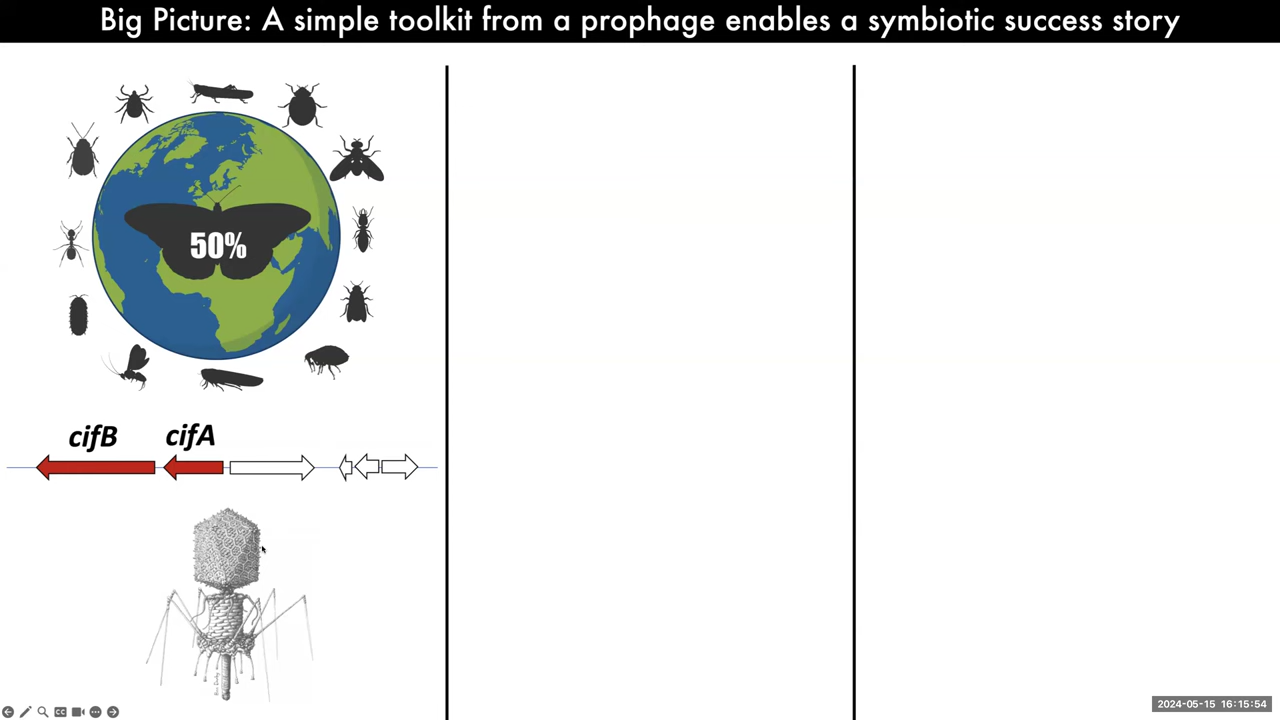 Big Picture: A simple toolkit from a prophage enables a symbiotic success story
50%
cifB cifA
2024-05-15 16:15:54